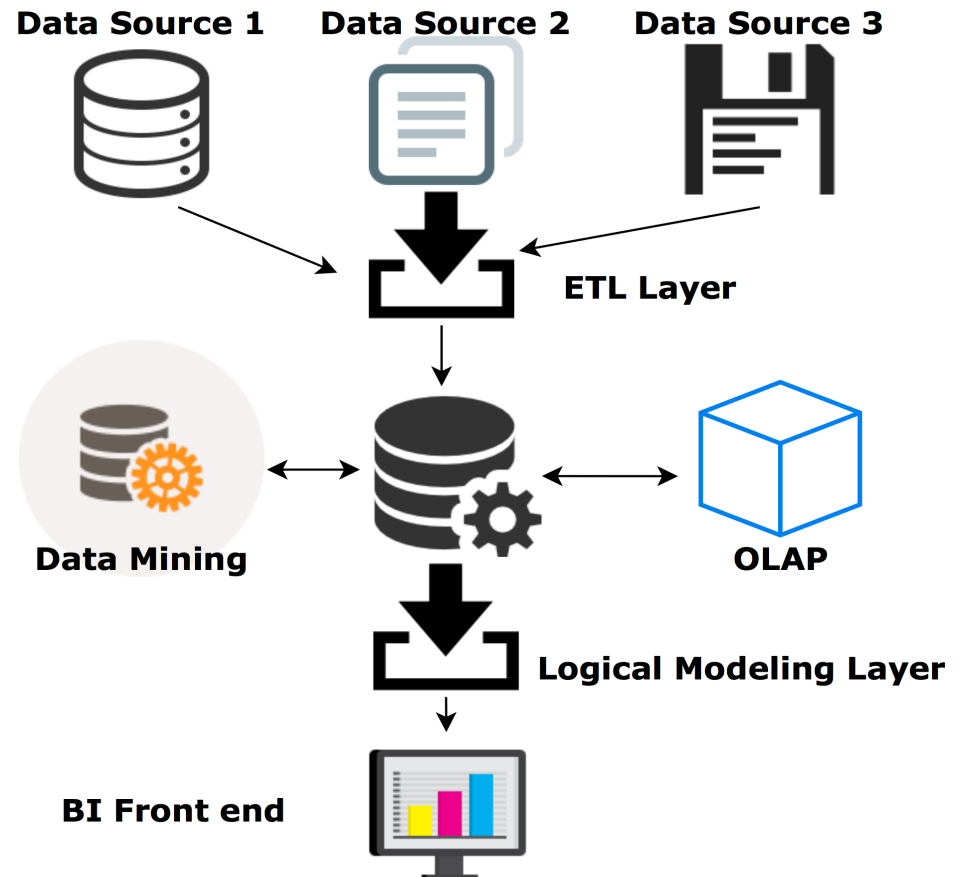 Data Source 1
Data Source 2
Data Source 3
ETL Layer
Data Mining
OLAP
Logical Modeling Layer
BI Front end